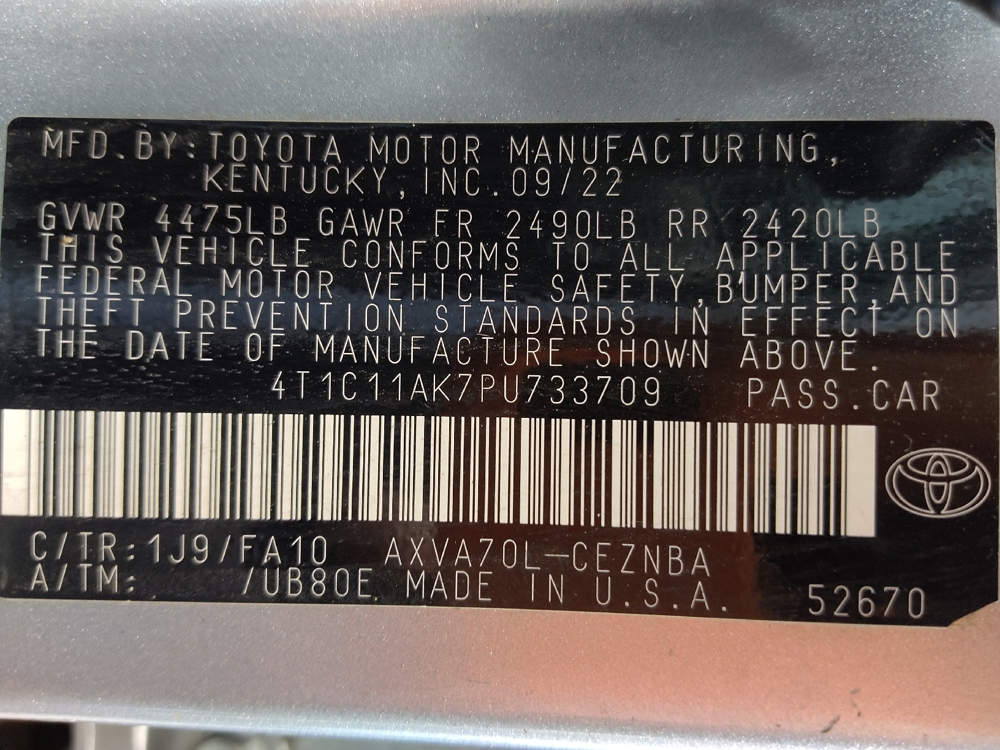 MFD.BY:TOYOTA MOTOR MANUFACTURING,
KENTUCKY, INC. 09/22
GVWR 4475LB GAWR FR 2490LB RR 2420LB
THIS VEHICLE CONFORMS TO ALL APPLICABLE
FEDERAL MOTOR VEHICLE SAFETY,BUMPER,AND
THEFT PREVENTION STANDARDS IN EFFECT ON
THE DATE OF MANUFACTURE SHOWN ABOVE.
4T1C11AK7PU733709 PASS.CAR
C/TR:1J9/FA10 AXVA70L-CEZNBA
A/TM: /UB80E MADE IN U.S.A. 52670